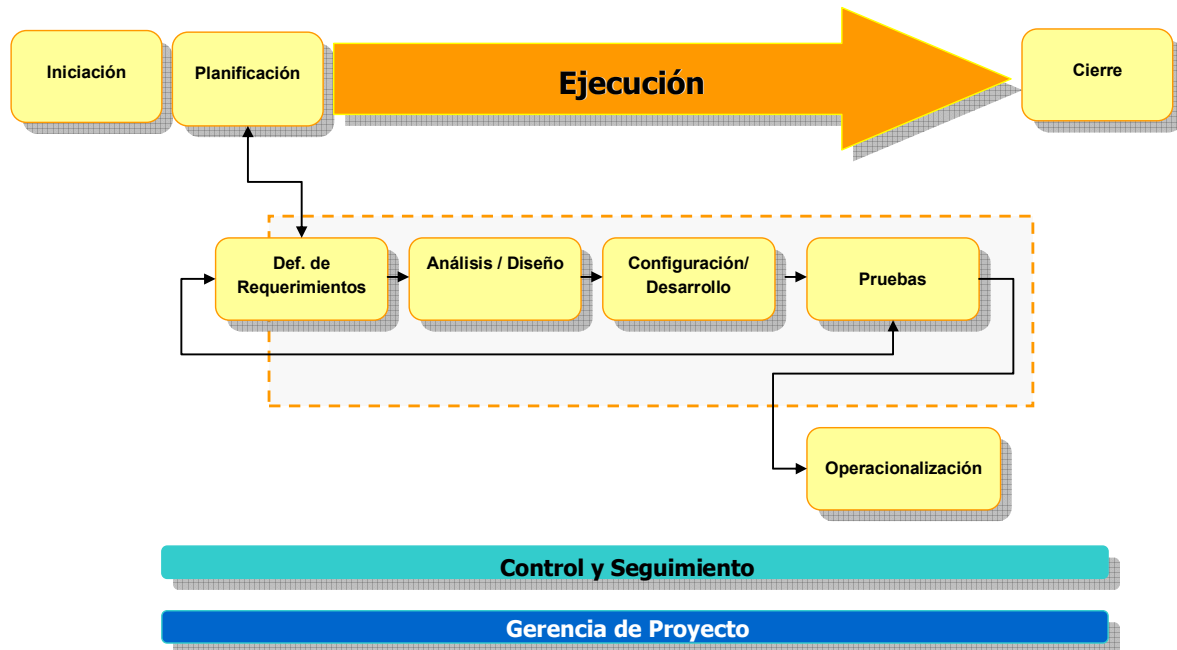 Iniciación
Planificación
Ejecución
Cierre
Def. de
Requerimientos
Análisis / Diseño
Configuración/
Desarrollo
Pruebas
Operacionalización
Control y Seguimiento
Gerencia de Proyecto